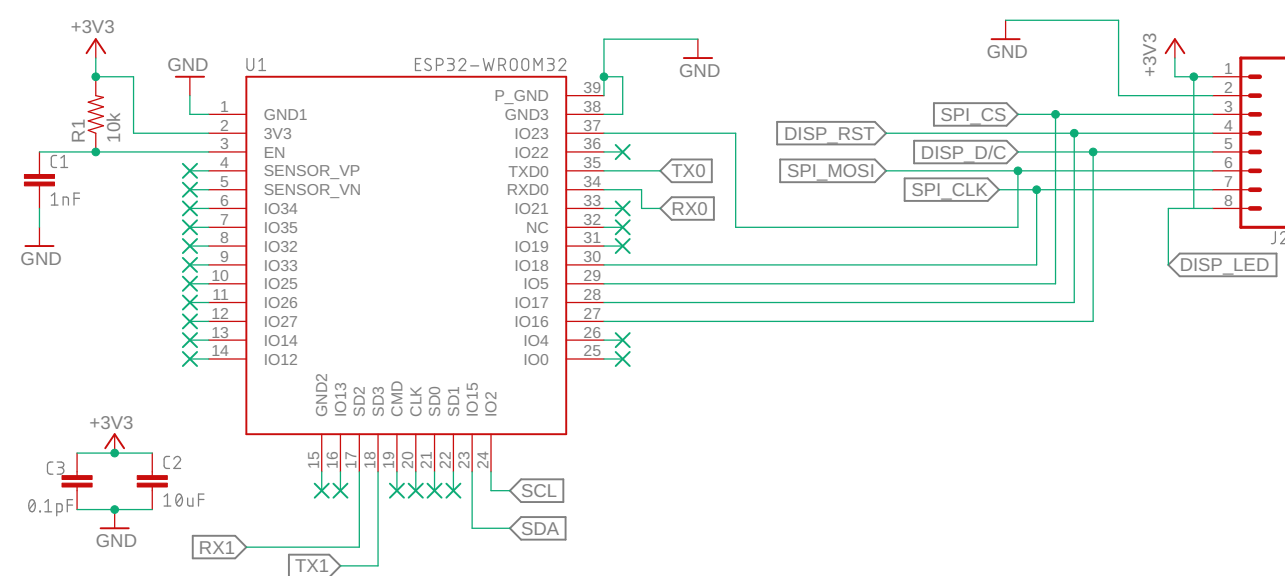 +3V3
R1
10k
C1
1nF
GND
GND
U1
ESP32-WROOM32
1
GND1
2
3V3
3
EN
4
SENSOR_VP
5
SENSOR_VN
6
IO34
7
IO35
8
IO32
9
IO33
10
IO25
11
IO26
12
IO27
13
IO14
14
IO12
P_GND
39
GND3
38
IO23
37
IO22
36
TXD0
35
RXD0
34
IO21
33
NC
32
IO19
31
IO18
30
IO5
29
IO17
28
IO16
27
IO4
26
IO0
25
GND2
IO13
SD2
SD3
CMD
CLK
SD0
SD1
IO15
IO2
15
16
17
18
19
20
21
22
23
24
+3V3
C3
0.1pF
C2
10uF
GND
RX1
TX1
SCL
SDA
GND
TX0
RX0
GND
+3V3
SPI_CS
DISP_RST
DISP_D/C
SPI_MOSI
SPI_CLK
1
2
3
4
5
6
7
8
DISP_LED
J2